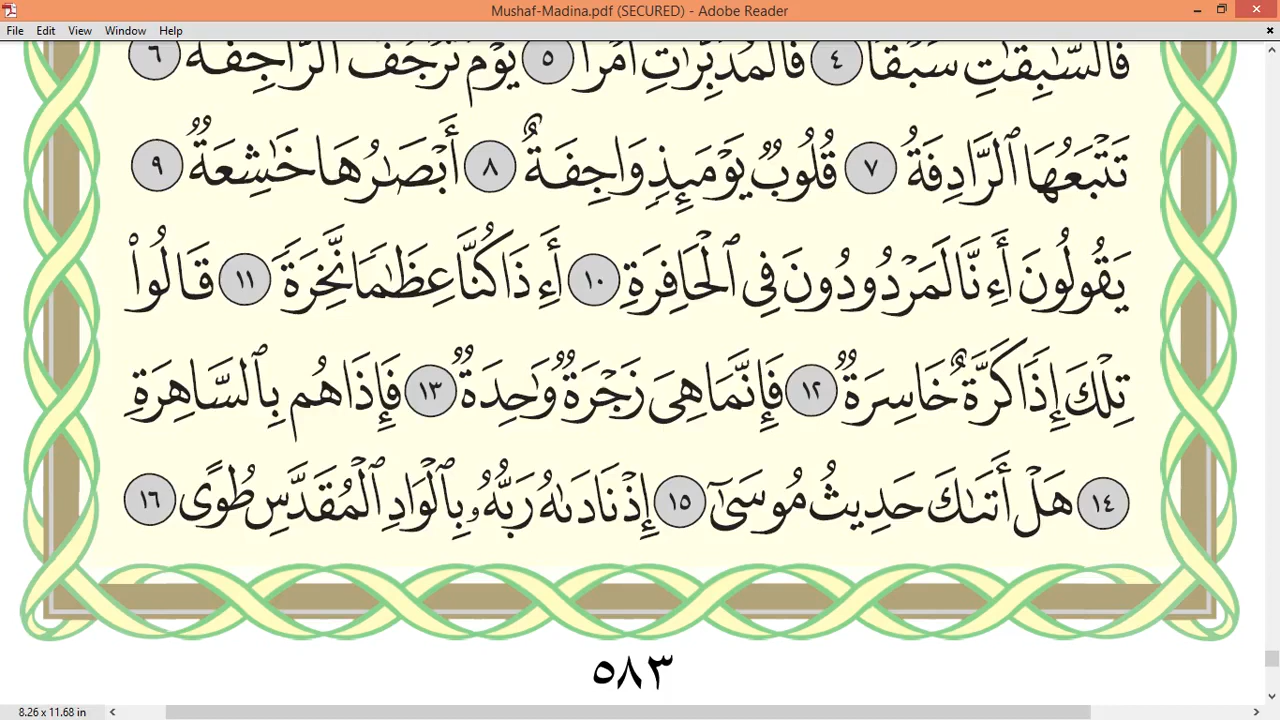 Mushaf-Madina.pdf (SECURED) - Adobe Reader
File Edit View Window Help
فَٱلسَّٰبِقَٰتِ سَبْقًا ٤ فَٱلْمُدَبِّرَٰتِ أَمْرًا ٥ يَوْمَ تَرْجُفُ ٱلرَّاجِفَةُ ٦
تَتْبَعُهَا ٱلرَّادِفَةُ ٧ قُلُوبٌ يَوْمَئِذٍ وَاجِفَةٌ ٨ أَبْصَٰرُهَا خَٰشِعَةٌ ٩
يَقُولُونَ أَءِنَّا لَمَرْدُودُونَ فِى ٱلْحَافِرَةِ ١٠ أَءِذَا كُنَّا عِظَٰمًا نَّخِرَةً ١١ قَالُوا۟
تِلْكَ إِذًا كَرَّةٌ خَاسِرَةٌ ١٢ فَإِنَّمَا هِىَ زَجْرَةٌ وَٰحِدَةٌ ١٣ فَإِذَا هُم بِٱلسَّاهِرَةِ
١٤ هَلْ أَتَىٰكَ حَدِيثُ مُوسَىٰٓ ١٥ إِذْ نَادَىٰهُ رَبُّهُۥ بِٱلْوَادِ ٱلْمُقَدَّسِ طُوًى ١٦
٥٨٣
8.26 x 11.68 in